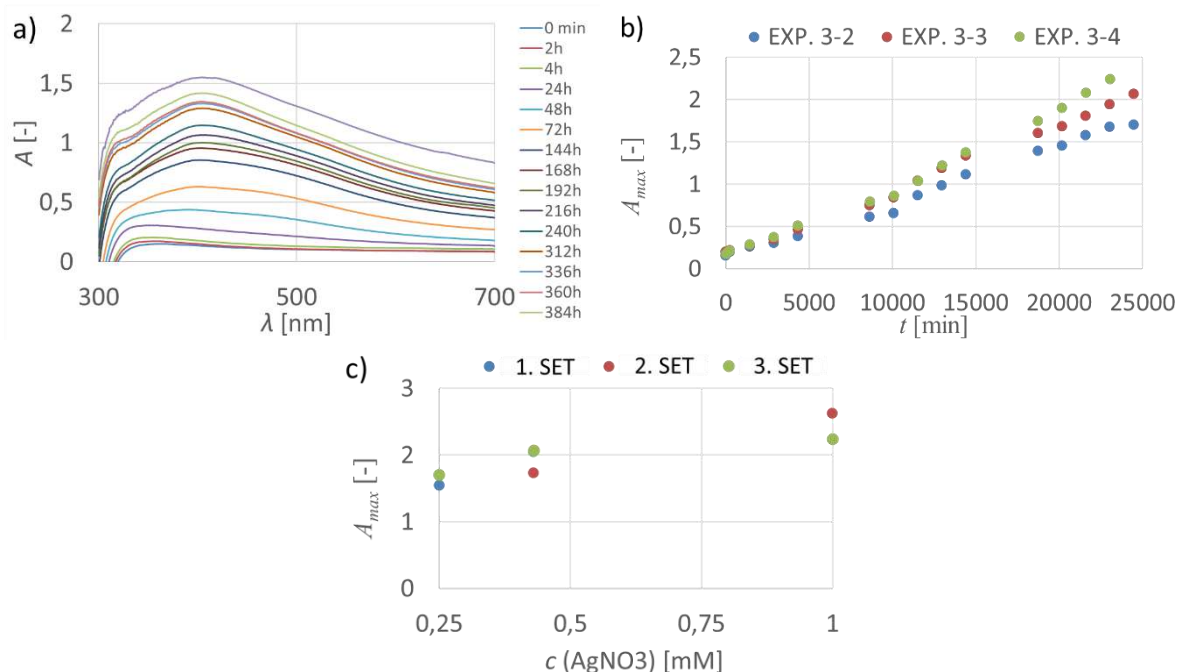 a)
2
1,5
1
0,5
0
A [-]
300
500
700
λ [nm]
0 min
2h
4h
24h
48h
72h
144h
168h
192h
216h
240h
312h
336h
360h
384h
b)
EXP. 3-2 EXP. 3-3 EXP. 3-4
2,5
2
1,5
1
0,5
0
Amax [-]
0 5000 10000 15000 20000 25000
t [min]
c)
1. SET 2. SET 3. SET
3
2
1
0
Amax [-]
0,25 0,5 0,75 1
c (AgNO3) [mM]